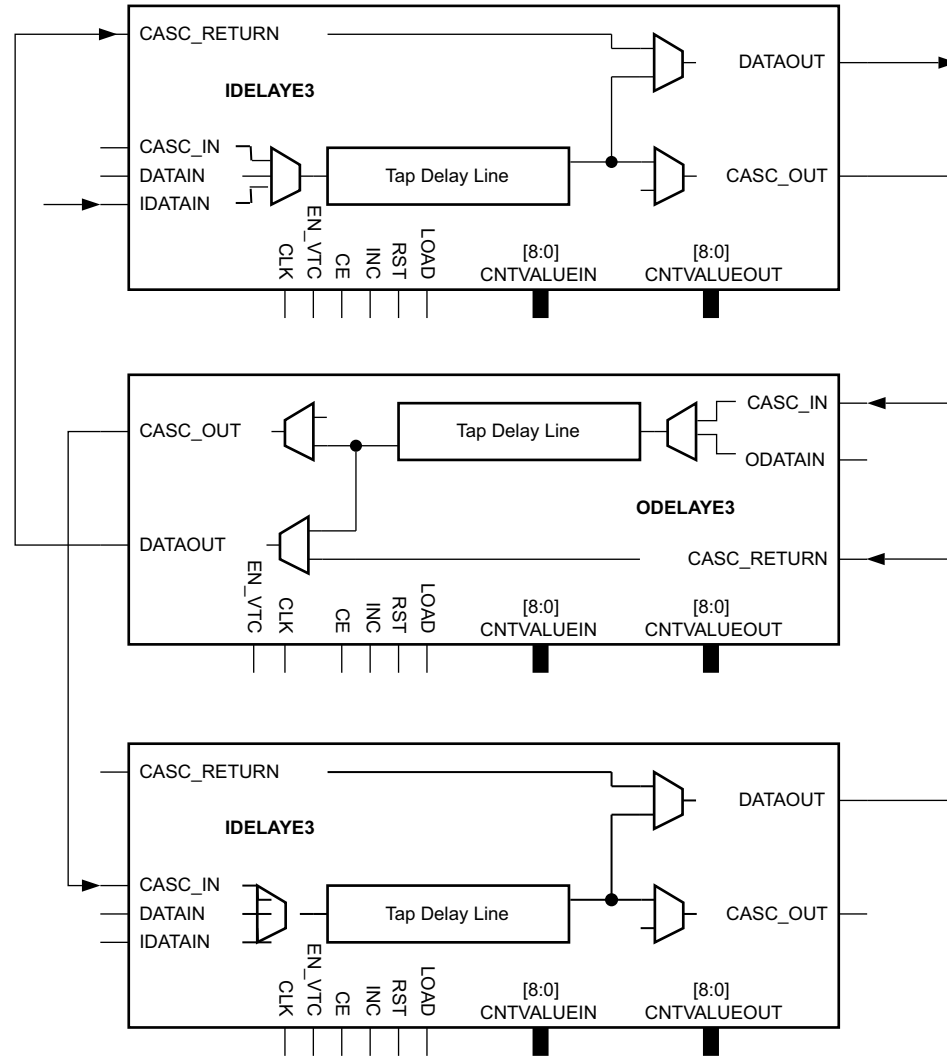 CASC_RETURN
DATAOUT
IDELAYE3
CASC_IN
DATAIN
Tap Delay Line
CASC_OUT
IDATAIN
CLK
EN_VTC
CE
INC
RST
LOAD
[8:0]
CNTVALUEIN
[8:0]
CNTVALUEOUT
CASC_IN
CASC_OUT
Tap Delay Line
ODATAIN
ODELAYE3
DATAOUT
CASC_RETURN
EN_VTC
CLK
CE
INC
RST
LOAD
[8:0]
CNTVALUEIN
[8:0]
CNTVALUEOUT
CASC_RETURN
DATAOUT
IDELAYE3
CASC_IN
DATAIN
Tap Delay Line
CASC_OUT
IDATAIN
CLK
EN_VTC
CE
INC
RST
LOAD
[8:0]
CNTVALUEIN
[8:0]
CNTVALUEOUT